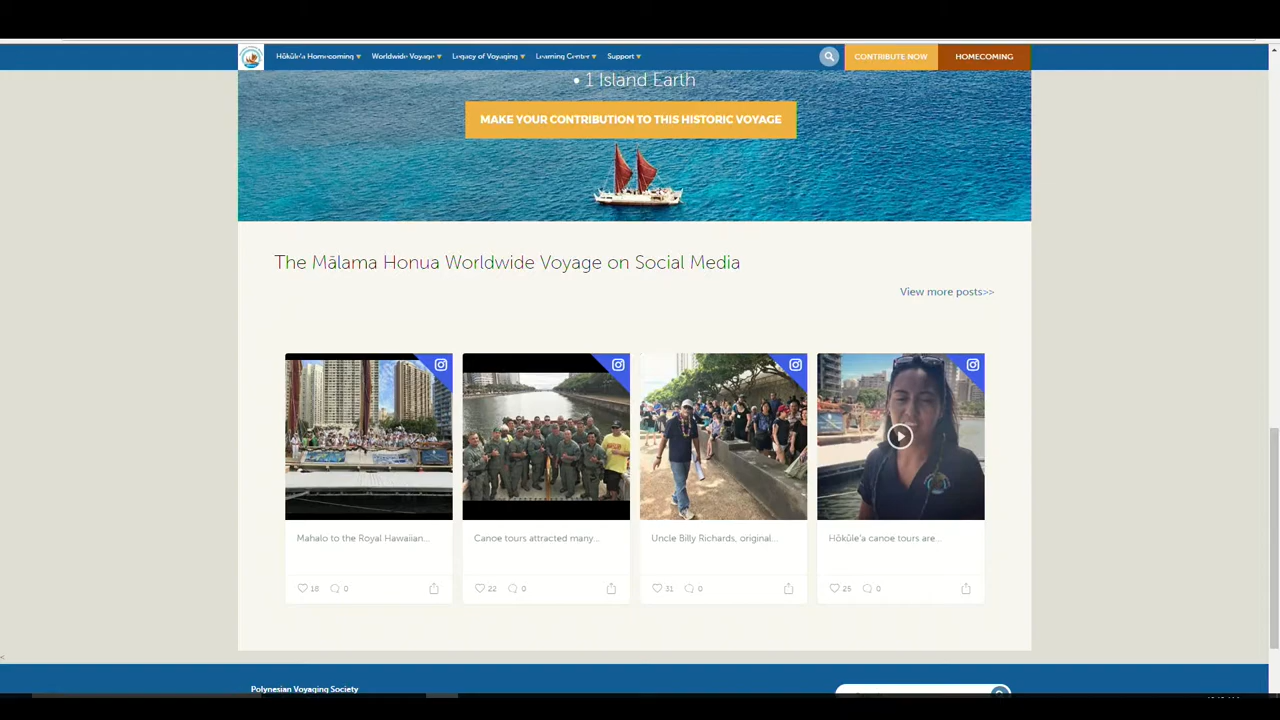 Hōkūleʻa Homecoming Worldwide Voyage Legacy of Voyaging Learning Center Support CONTRIBUTE NOW HOMECOMING
• 1 Island Earth
MAKE YOUR CONTRIBUTION TO THIS HISTORIC VOYAGE
The Mālama Honua Worldwide Voyage on Social Media
View more posts>>
Mahalo to the Royal Hawaiian... Canoe tours attracted many... Uncle Billy Richards, original... Hōkūleʻa canoe tours are...
18 0 22 0 31 0 25 0
<
Polynesian Voyaging Society